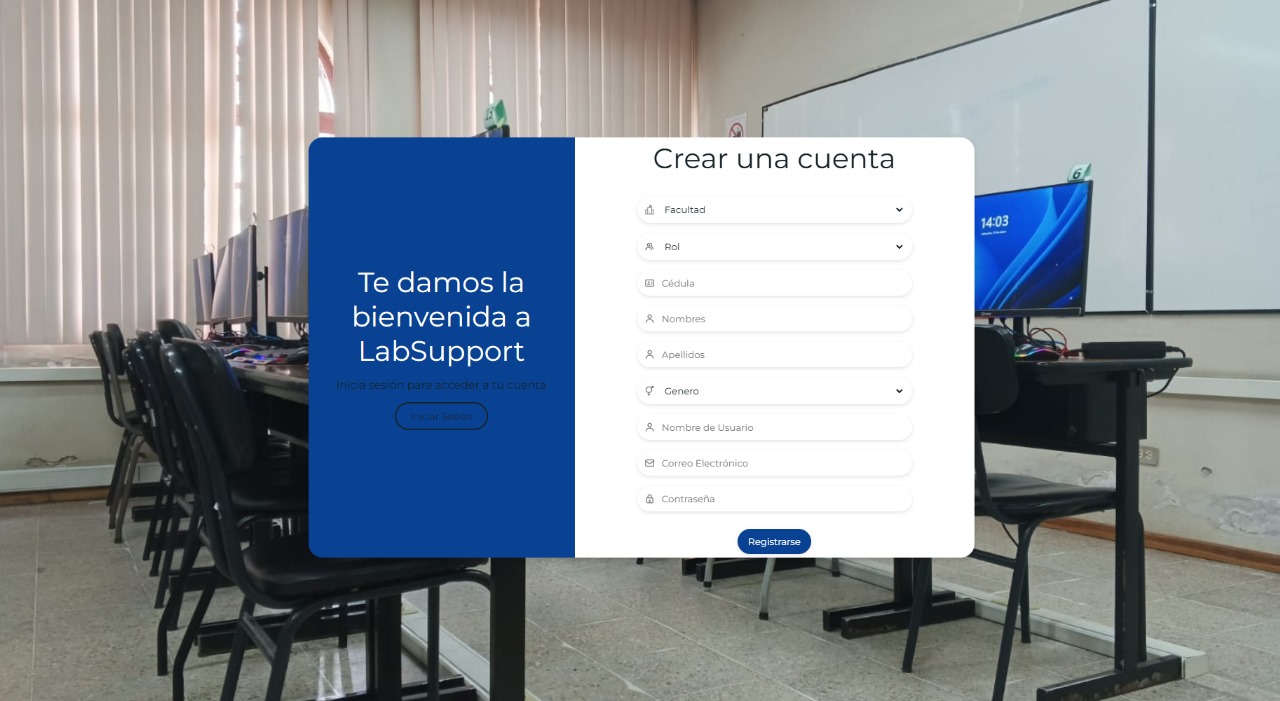 Te damos la
bienvenida a
LabSupport
Inicia sesión para acceder a tu cuenta
Iniciar Sesión
Crear una cuenta
Facultad
Rol
Cédula
Nombres
Apellidos
Genero
Nombre de Usuario
Correo Electrónico
Contraseña
Registrarse
6
14:03